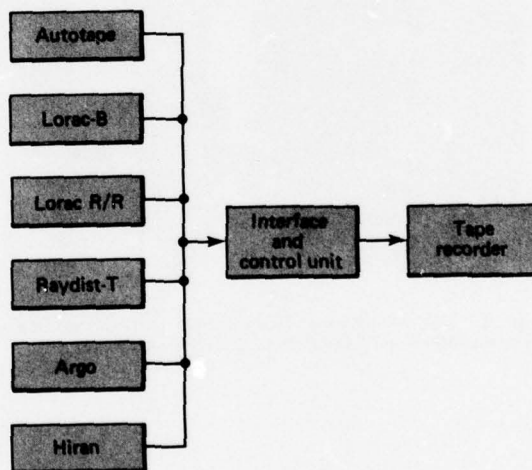 Autotape
Lorac-B
Lorac R/R
Raydist-T
Argo
Hiran
Interface
and
control unit
Tape
recorder